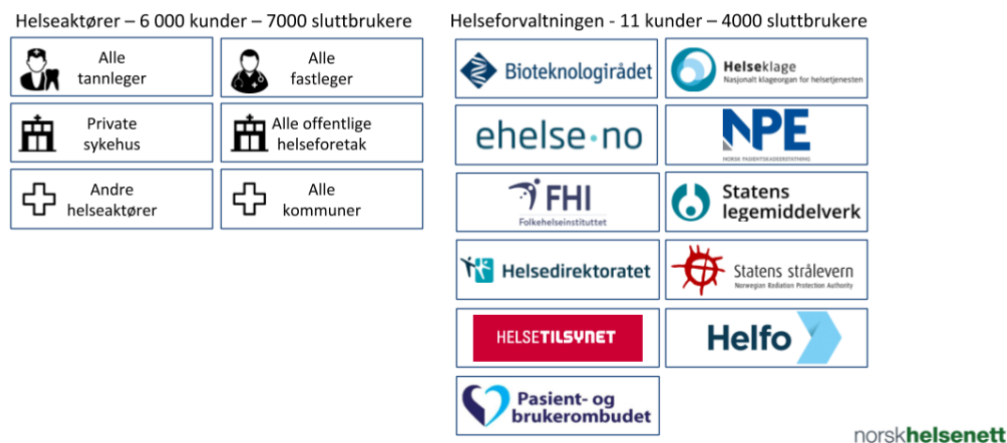 Helseaktører – 6 000 kunder – 7000 sluttbrukere
Alle
tannleger
Alle
fastleger
Private
sykehus
Alle offentlige
helseforetak
Andre
helseaktører
Alle
kommuner
Helseforvaltningen - 11 kunder – 4000 sluttbrukere
Bioteknologirådet
Helseklage
Nasjonalt klageorgan for helsetjenesten
ehelse·no
NPE
NORSK PASIENTSKADEERSTATNING
FHI
Folkehelseinstituttet
Statens
legemiddelverk
Helsedirektoratet
Statens strålevern
Norwegian Radiation Protection Authority
HELSETILSYNET
Helfo
Pasient- og
brukerombudet
norskhelsenett